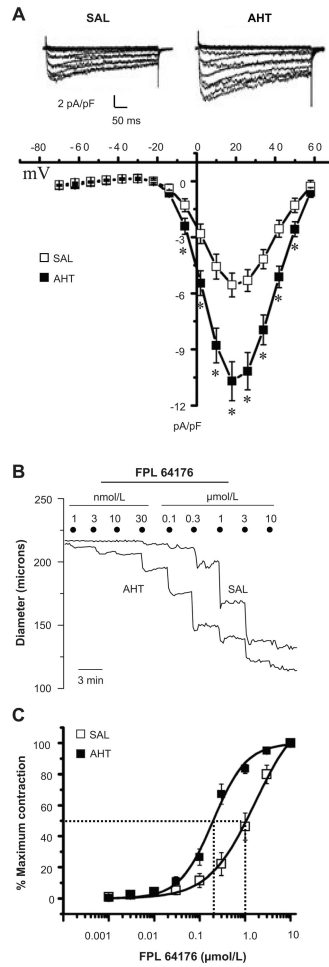 A
SAL
AHT
2 pA/pF
50 ms
-80 -60 -40 -20 0 20 40 60
mV
0
-3
-6
-9
-12
SAL
AHT
* * * * * * * *
pA/pF
B
FPL 64176
nmol/L µmol/L
1 3 10 30 0.1 0.3 1 3 10
Diameter (microns)
250
200
150
100
AHT
SAL
3 min
C
SAL
AHT
% Maximum contraction
100
80
60
40
20
0
0.001 0.01 0.1 1.0 10
FPL 64176 (µmol/L)